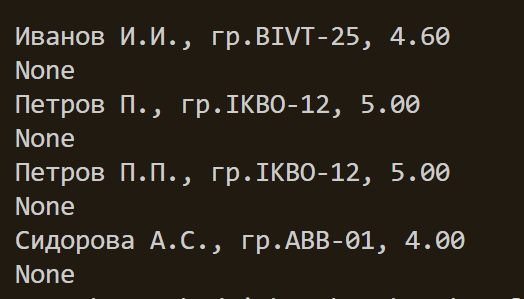 Иванов И.И., гр.BIVT-25, 4.60
None
Петров П., гр.IKBO-12, 5.00
None
Петров П.П., гр.IKBO-12, 5.00
None
Сидорова А.С., гр.ABB-01, 4.00
None